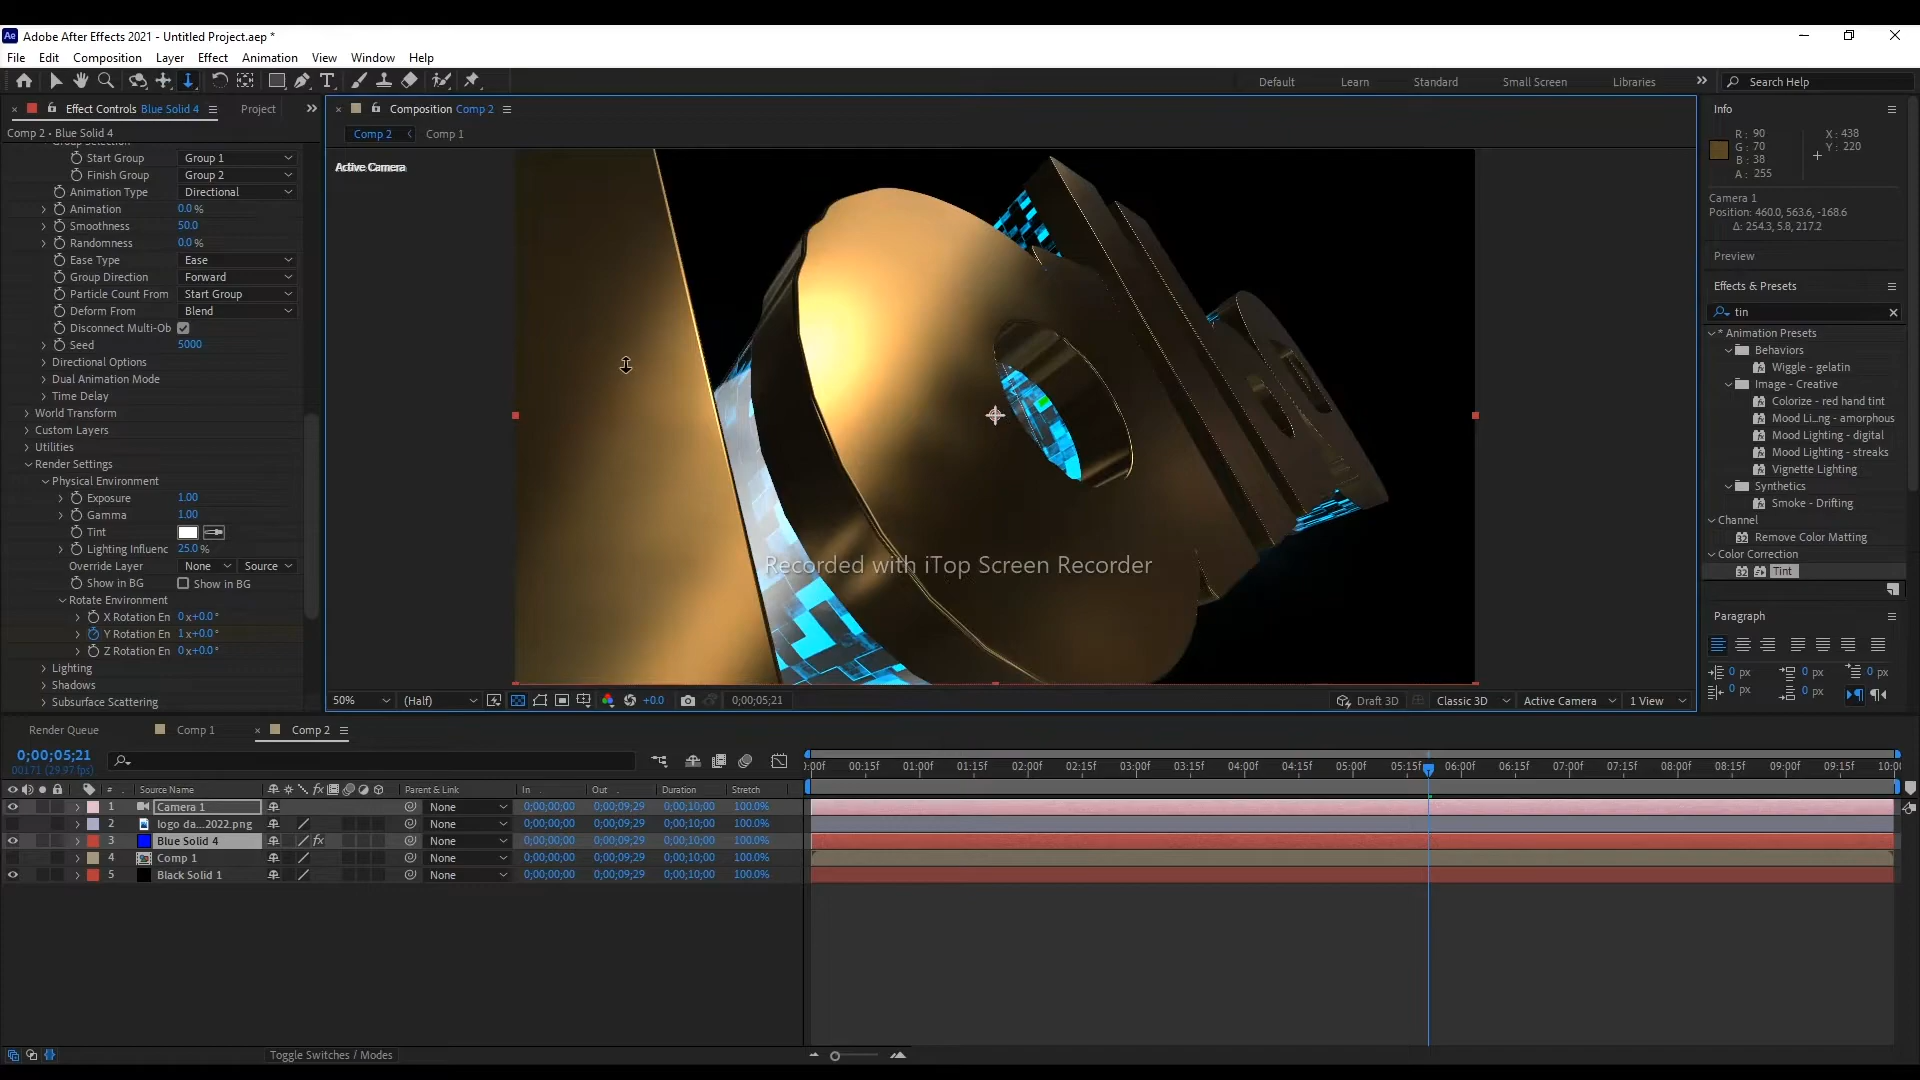 Adobe After Effects 2021 - Untitled Project.aep *
File Edit Composition Layer Effect Animation View Window Help
Default Learn Standard Small Screen Libraries Search Help
Effect Controls Blue Solid 4 Project
Comp 2 • Blue Solid 4
Start Group Group 1
Finish Group Group 2
Animation Type Directional
Animation 0.0 %
Smoothness 50.0
Randomness 0.0 %
Ease Type Ease
Group Direction Forward
Particle Count From Start Group
Deform From Blend
Disconnect Multi-Ob
Seed 5000
Directional Options
Dual Animation Mode
Time Delay
World Transform
Custom Layers
Utilities
Render Settings
Physical Environment
Exposure 1.00
Gamma 1.00
Tint
Lighting Influenc 25.0 %
Override Layer None Source
Show in BG Show in BG
Rotate Environment
X Rotation En 0 x+0.0 °
Y Rotation En 1 x+0.0 °
Z Rotation En 0 x+0.0 °
Lighting
Shadows
Subsurface Scattering
Composition Comp 2
Comp 2 Comp 1
Active Camera
Recorded with iTop Screen Recorder
50% (Half) +0.0 0;00;05;21 Draft 3D Classic 3D Active Camera 1 View
Info
R: 90 X: 438
G: 70 Y: 220
B: 38
A: 255
Camera 1
Position: 460.0, 563.6, -168.6
Δ: 254.3, 5.8, 217.2
Preview
Effects & Presets
tin
* Animation Presets
Behaviors
Wiggle - gelatin
Image - Creative
Colorize - red hand tint
Mood Li...ng - amorphous
Mood Lighting - digital
Mood Lighting - streaks
Vignette Lighting
Synthetics
Smoke - Drifting
Channel
Remove Color Matting
Color Correction
32 Tint
Paragraph
0 px 0 px 0 px
0 px 0 px
Render Queue Comp 1 Comp 2
0;00;05;21
00171 (29.97 fps)
# Source Name Parent & Link In Out Duration Stretch
1 Camera 1 None 0;00;00;00 0;00;09;29 0;00;10;00 100.0%
2 logo da...2022.png None 0;00;00;00 0;00;09;29 0;00;10;00 100.0%
3 Blue Solid 4 fx None 0;00;00;00 0;00;09;29 0;00;10;00 100.0%
4 Comp 1 None 0;00;00;00 0;00;09;29 0;00;10;00 100.0%
5 Black Solid 1 None 0;00;00;00 0;00;09;29 0;00;10;00 100.0%
:00f 00:15f 01:00f 01:15f 02:00f 02:15f 03:00f 03:15f 04:00f 04:15f 05:00f 05:15f 06:00f 06:15f 07:00f 07:15f 08:00f 08:15f 09:00f 09:15f 10:0
Toggle Switches / Modes